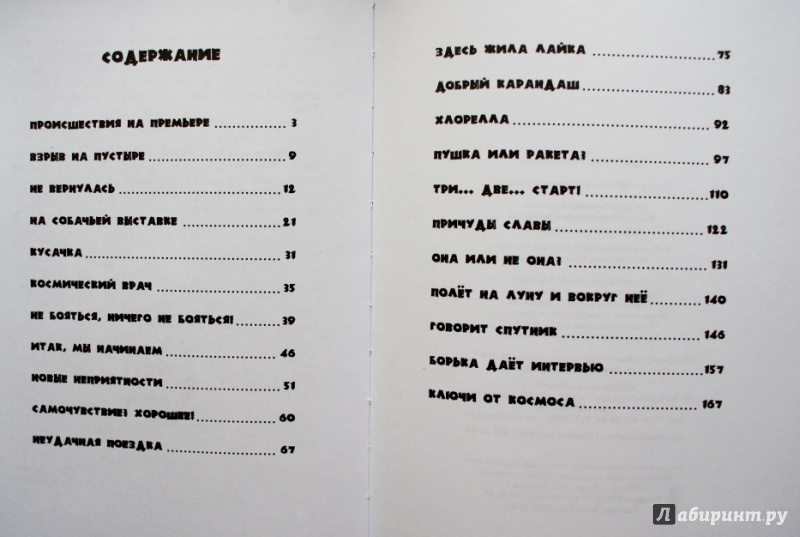 СОДЕРЖАНИЕ
ПРОИСШЕСТВИЯ НА ПРЕМЬЕРЕ ........................ 3
ВЗРЫВ НА ПУСТЫРЕ ........................ 9
НЕ ВЕРНУЛАСЬ ........................ 12
НА СОБАЧЬЕЙ ВЫСТАВКЕ ........................ 21
КУСАЧКА ........................ 31
КОСМИЧЕСКИЙ ВРАЧ ........................ 35
НЕ БОЯТЬСЯ, НИЧЕГО НЕ БОЯТЬСЯ! ........................ 39
ИТАК, МЫ НАЧИНАЕМ ........................ 46
НОВЫЕ НЕПРИЯТНОСТИ ........................ 51
САМОЧУВСТВИЕ? ХОРОШЕЕ! ........................ 60
НЕУДАЧНАЯ ПОЕЗДКА ........................ 67
ЗДЕСЬ ЖИЛА ЛАЙКА ........................ 75
ДОБРЫЙ КАРАНДАШ ........................ 83
ХЛОРЕЛЛА ........................ 92
ПУШКА ИЛИ РАКЕТА? ........................ 97
ТРИ... ДВЕ... СТАРТ! ........................ 110
ПРИЧУДЫ СЛАВЫ ........................ 122
ОНА ИЛИ НЕ ОНА? ........................ 131
ПОЛЁТ НА ЛУНУ И ВОКРУГ НЕЁ ........................ 140
ГОВОРИТ СПУТНИК ........................ 146
БОРЬКА ДАЁТ ИНТЕРВЬЮ ........................ 157
КЛЮЧИ ОТ КОСМОСА ........................ 167
Лабиринт.ру